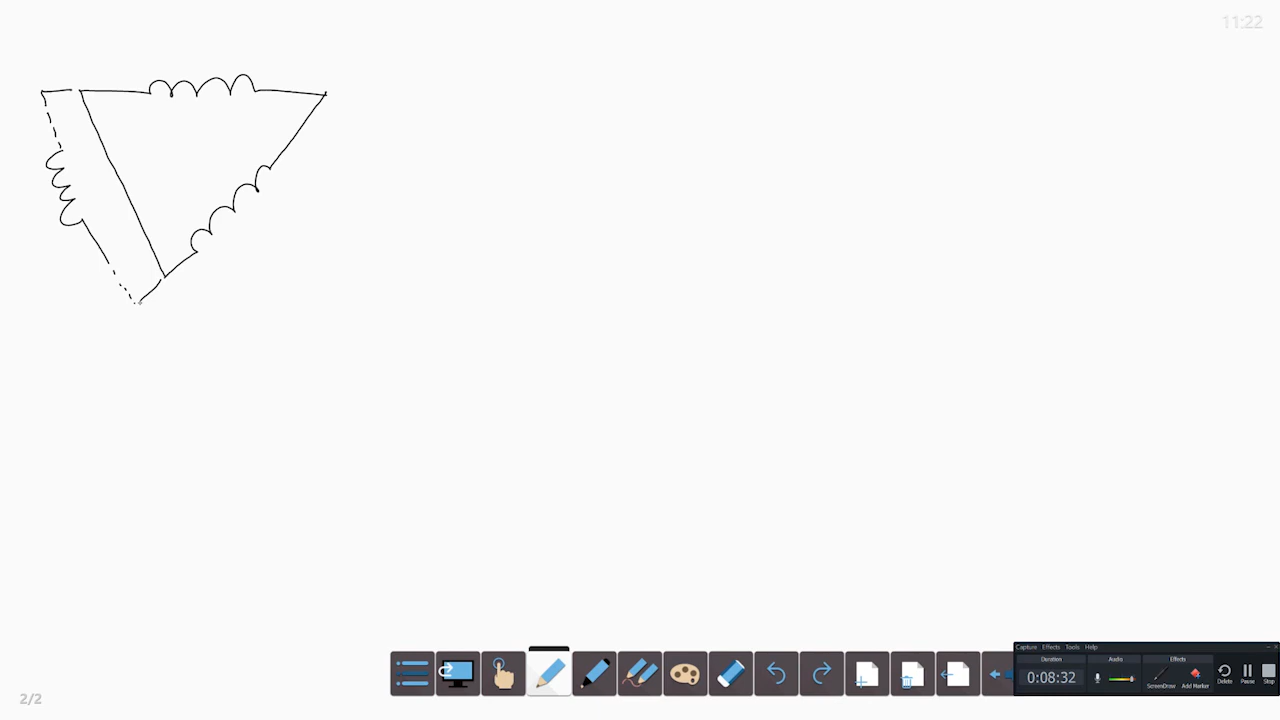 11:22
Capture Effects Tools Help
Duration Audio Effects
0:08:32
ScreenDraw Add Marker Delete Pause Stop
2/2